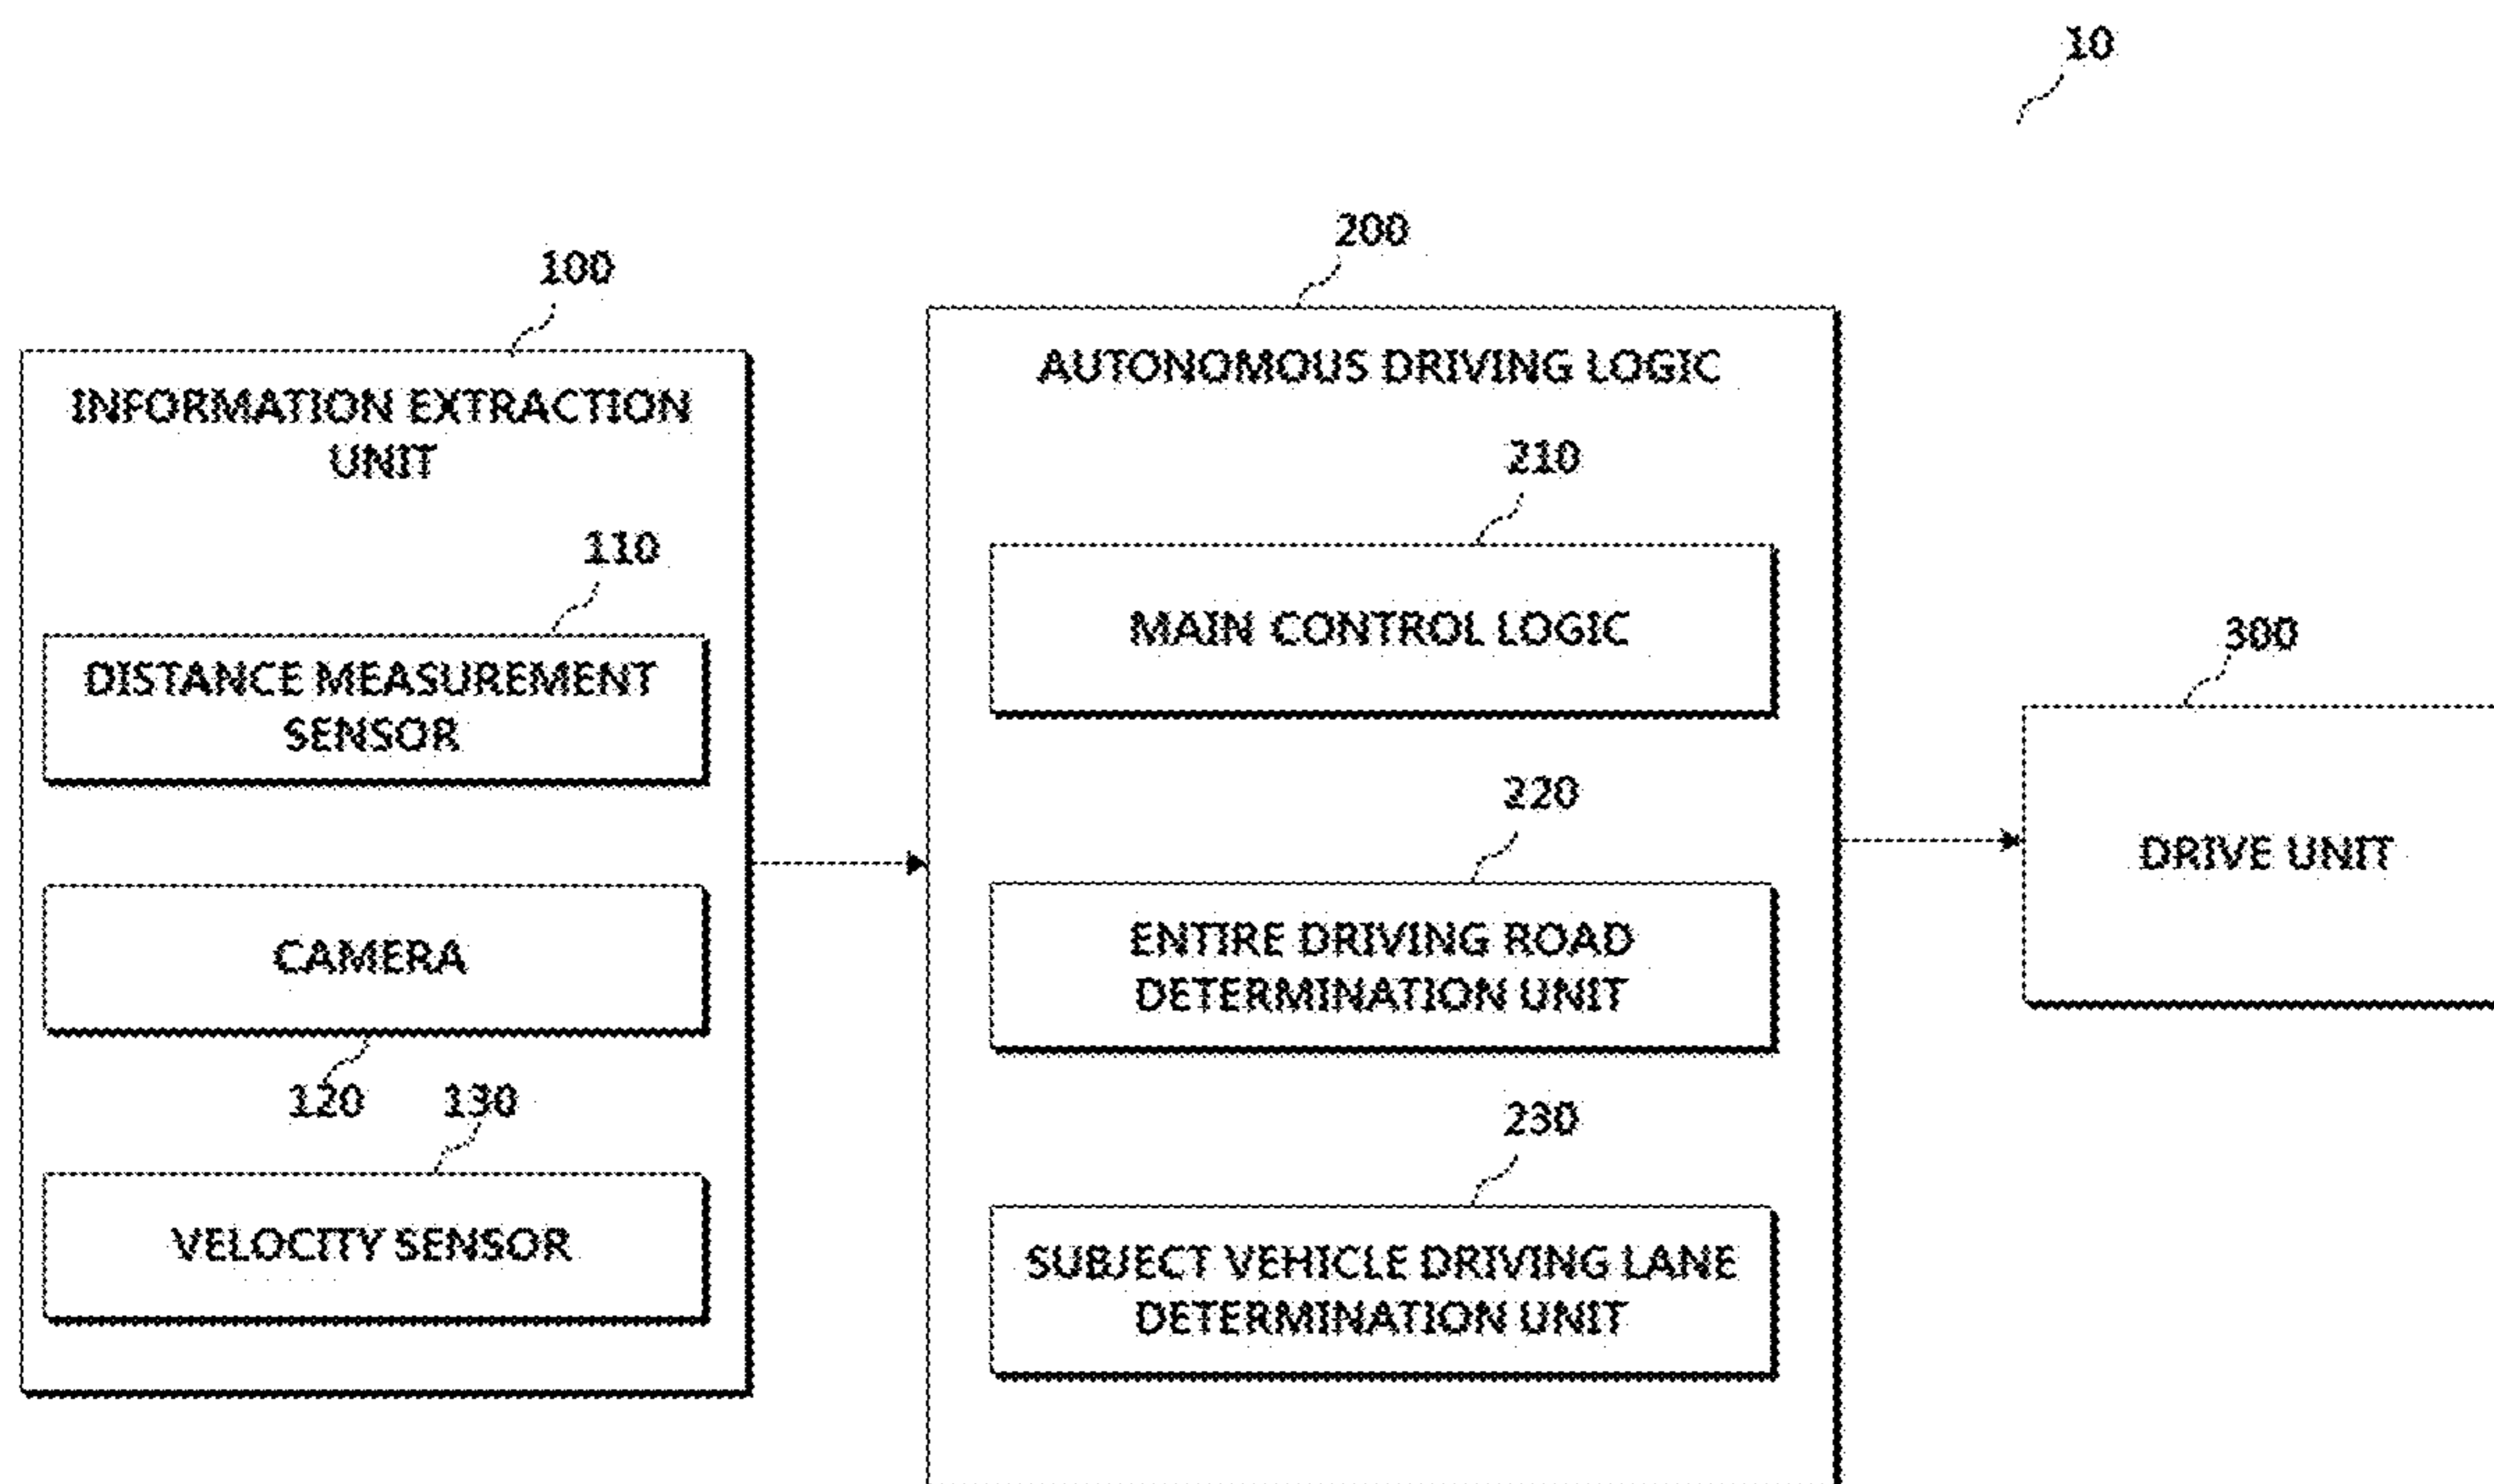 10
100
INFORMATION EXTRACTION
UNIT
110
DISTANCE MEASUREMENT
SENSOR
CAMERA
120
130
VELOCITY SENSOR
200
AUTONOMOUS DRIVING LOGIC
210
MAIN CONTROL LOGIC
220
ENTIRE DRIVING ROAD
DETERMINATION UNIT
230
SUBJECT VEHICLE DRIVING LANE
DETERMINATION UNIT
300
DRIVE UNIT